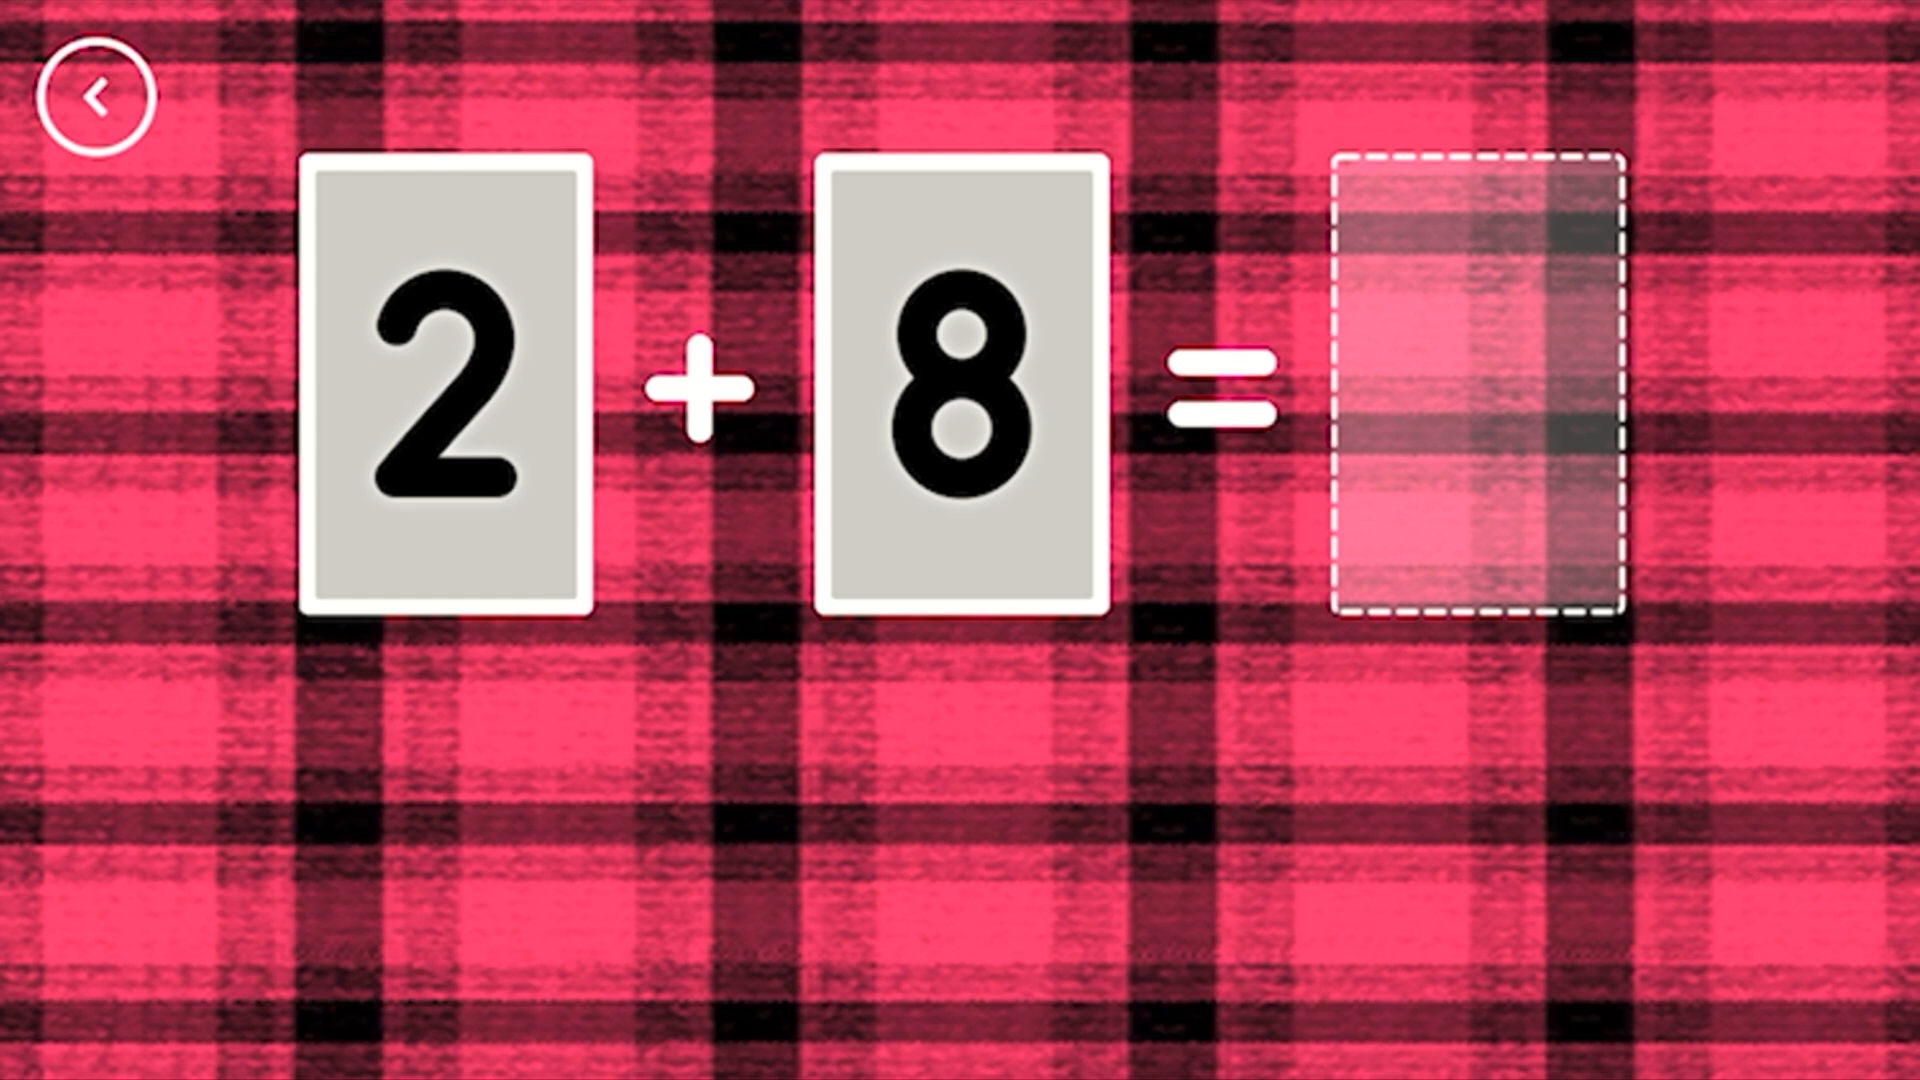 2 + 8 =